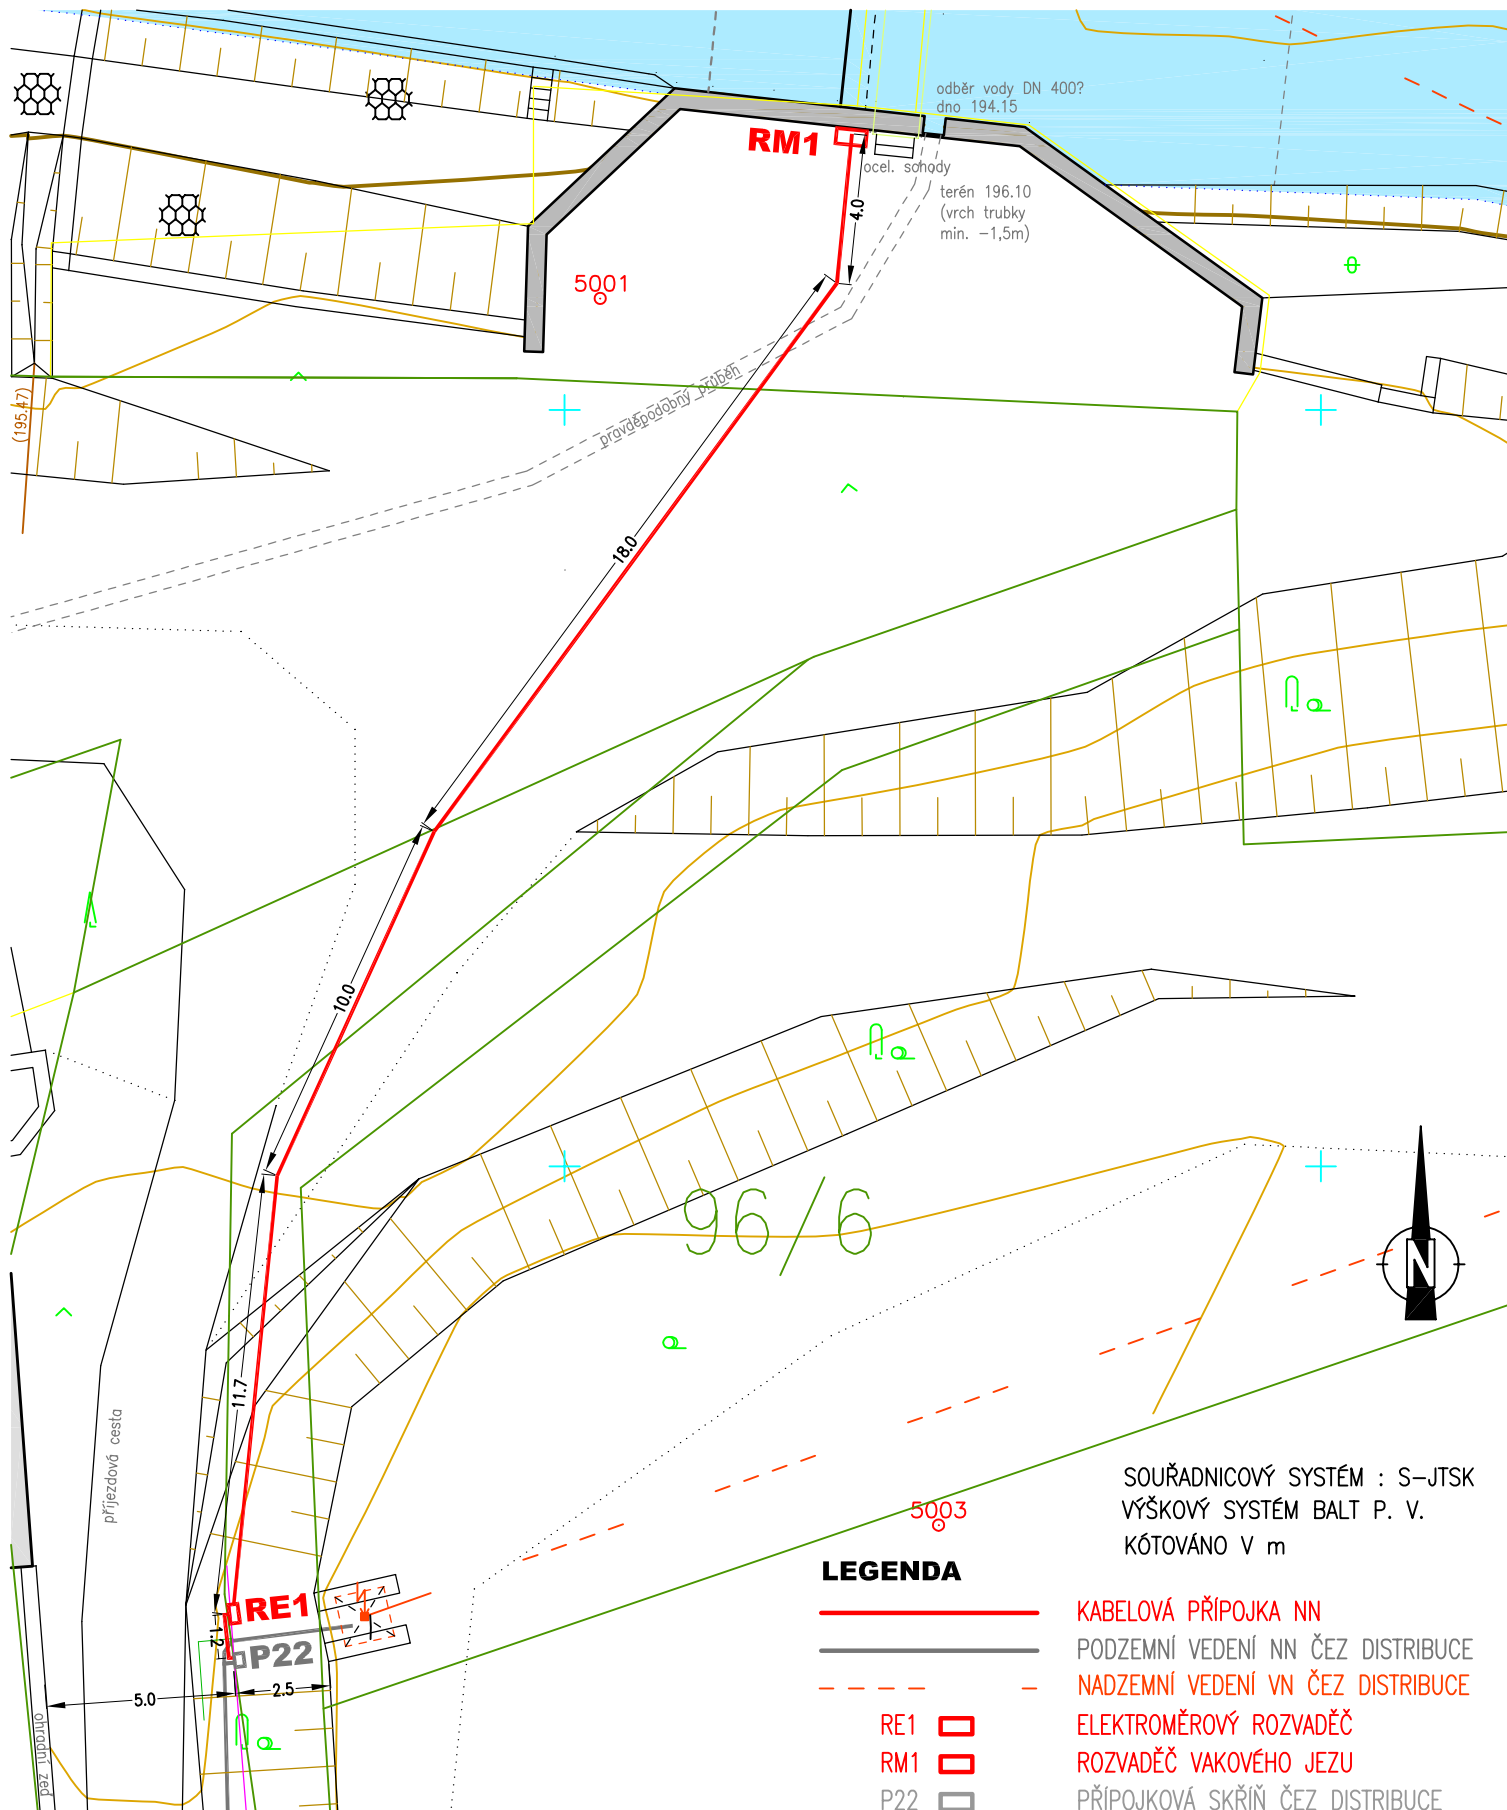 odběr vody DN 400?
dno 194.15
RM1
ocel. schody
terén 196.10
(vrch trubky
min. –1,5m)
4.0
5001
(195.47)
pravděpodobný průběh
18.0
10.0
96/6
N
11.7
příjezdová cesta
5003
SOUŘADNICOVÝ SYSTÉM : S–JTSK
VÝŠKOVÝ SYSTÉM BALT P. V.
KÓTOVÁNO V m
LEGENDA
RE1
1.2
P22
5.0
2.5
ohradní zeď
KABELOVÁ PŘÍPOJKA NN
PODZEMNÍ VEDENÍ NN ČEZ DISTRIBUCE
NADZEMNÍ VEDENÍ VN ČEZ DISTRIBUCE
RE1 ELEKTROMĚROVÝ ROZVADĚČ
RM1 ROZVADĚČ VAKOVÉHO JEZU
P22 PŘÍPOJKOVÁ SKŘÍŇ ČEZ DISTRIBUCE